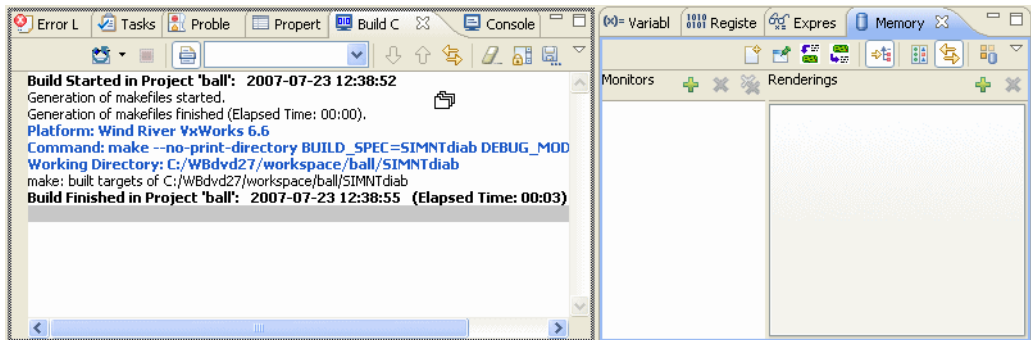 Error L Tasks Proble Propert Build C Console
Build Started in Project 'ball': 2007-07-23 12:38:52
Generation of makefiles started.
Generation of makefiles finished (Elapsed Time: 00:00).
Platform: Wind River VxWorks 6.6
Command: make --no-print-directory BUILD_SPEC=SIMNTdiab DEBUG_MOD
Working Directory: C:/WBdvd27/workspace/ball/SIMNTdiab
make: built targets of C:/WBdvd27/workspace/ball/SIMNTdiab
Build Finished in Project 'ball': 2007-07-23 12:38:55 (Elapsed Time: 00:03)
(x)= Variabl 1010 0101 Registe Expres Memory
Monitors Renderings